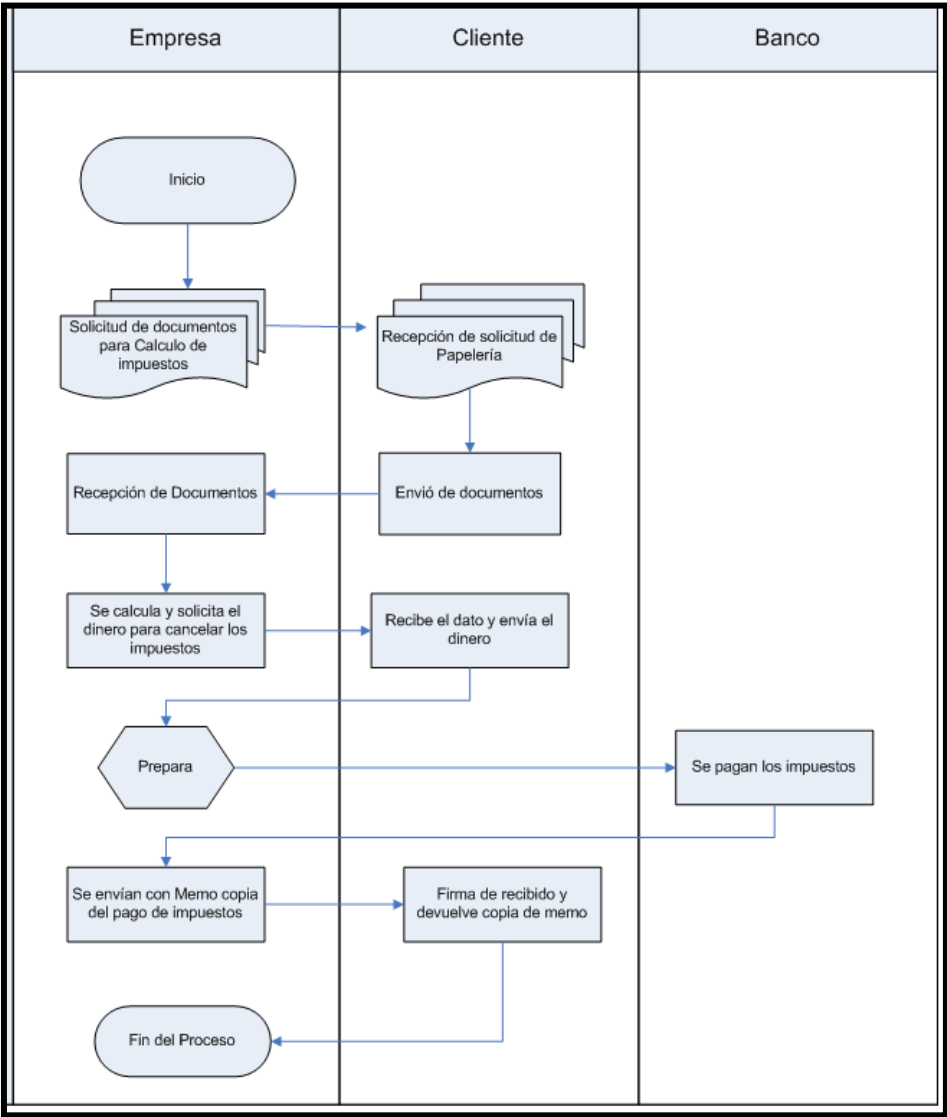 Empresa
Cliente
Banco
Inicio
Solicitud de documentos
para Calculo de
impuestos
Recepción de solicitud de
Papelería
Envió de documentos
Recepción de Documentos
Se calcula y solicita el
dinero para cancelar los
impuestos
Recibe el dato y envía el
dinero
Prepara
Se pagan los impuestos
Se envían con Memo copia
del pago de impuestos
Firma de recibido y
devuelve copia de memo
Fin del Proceso